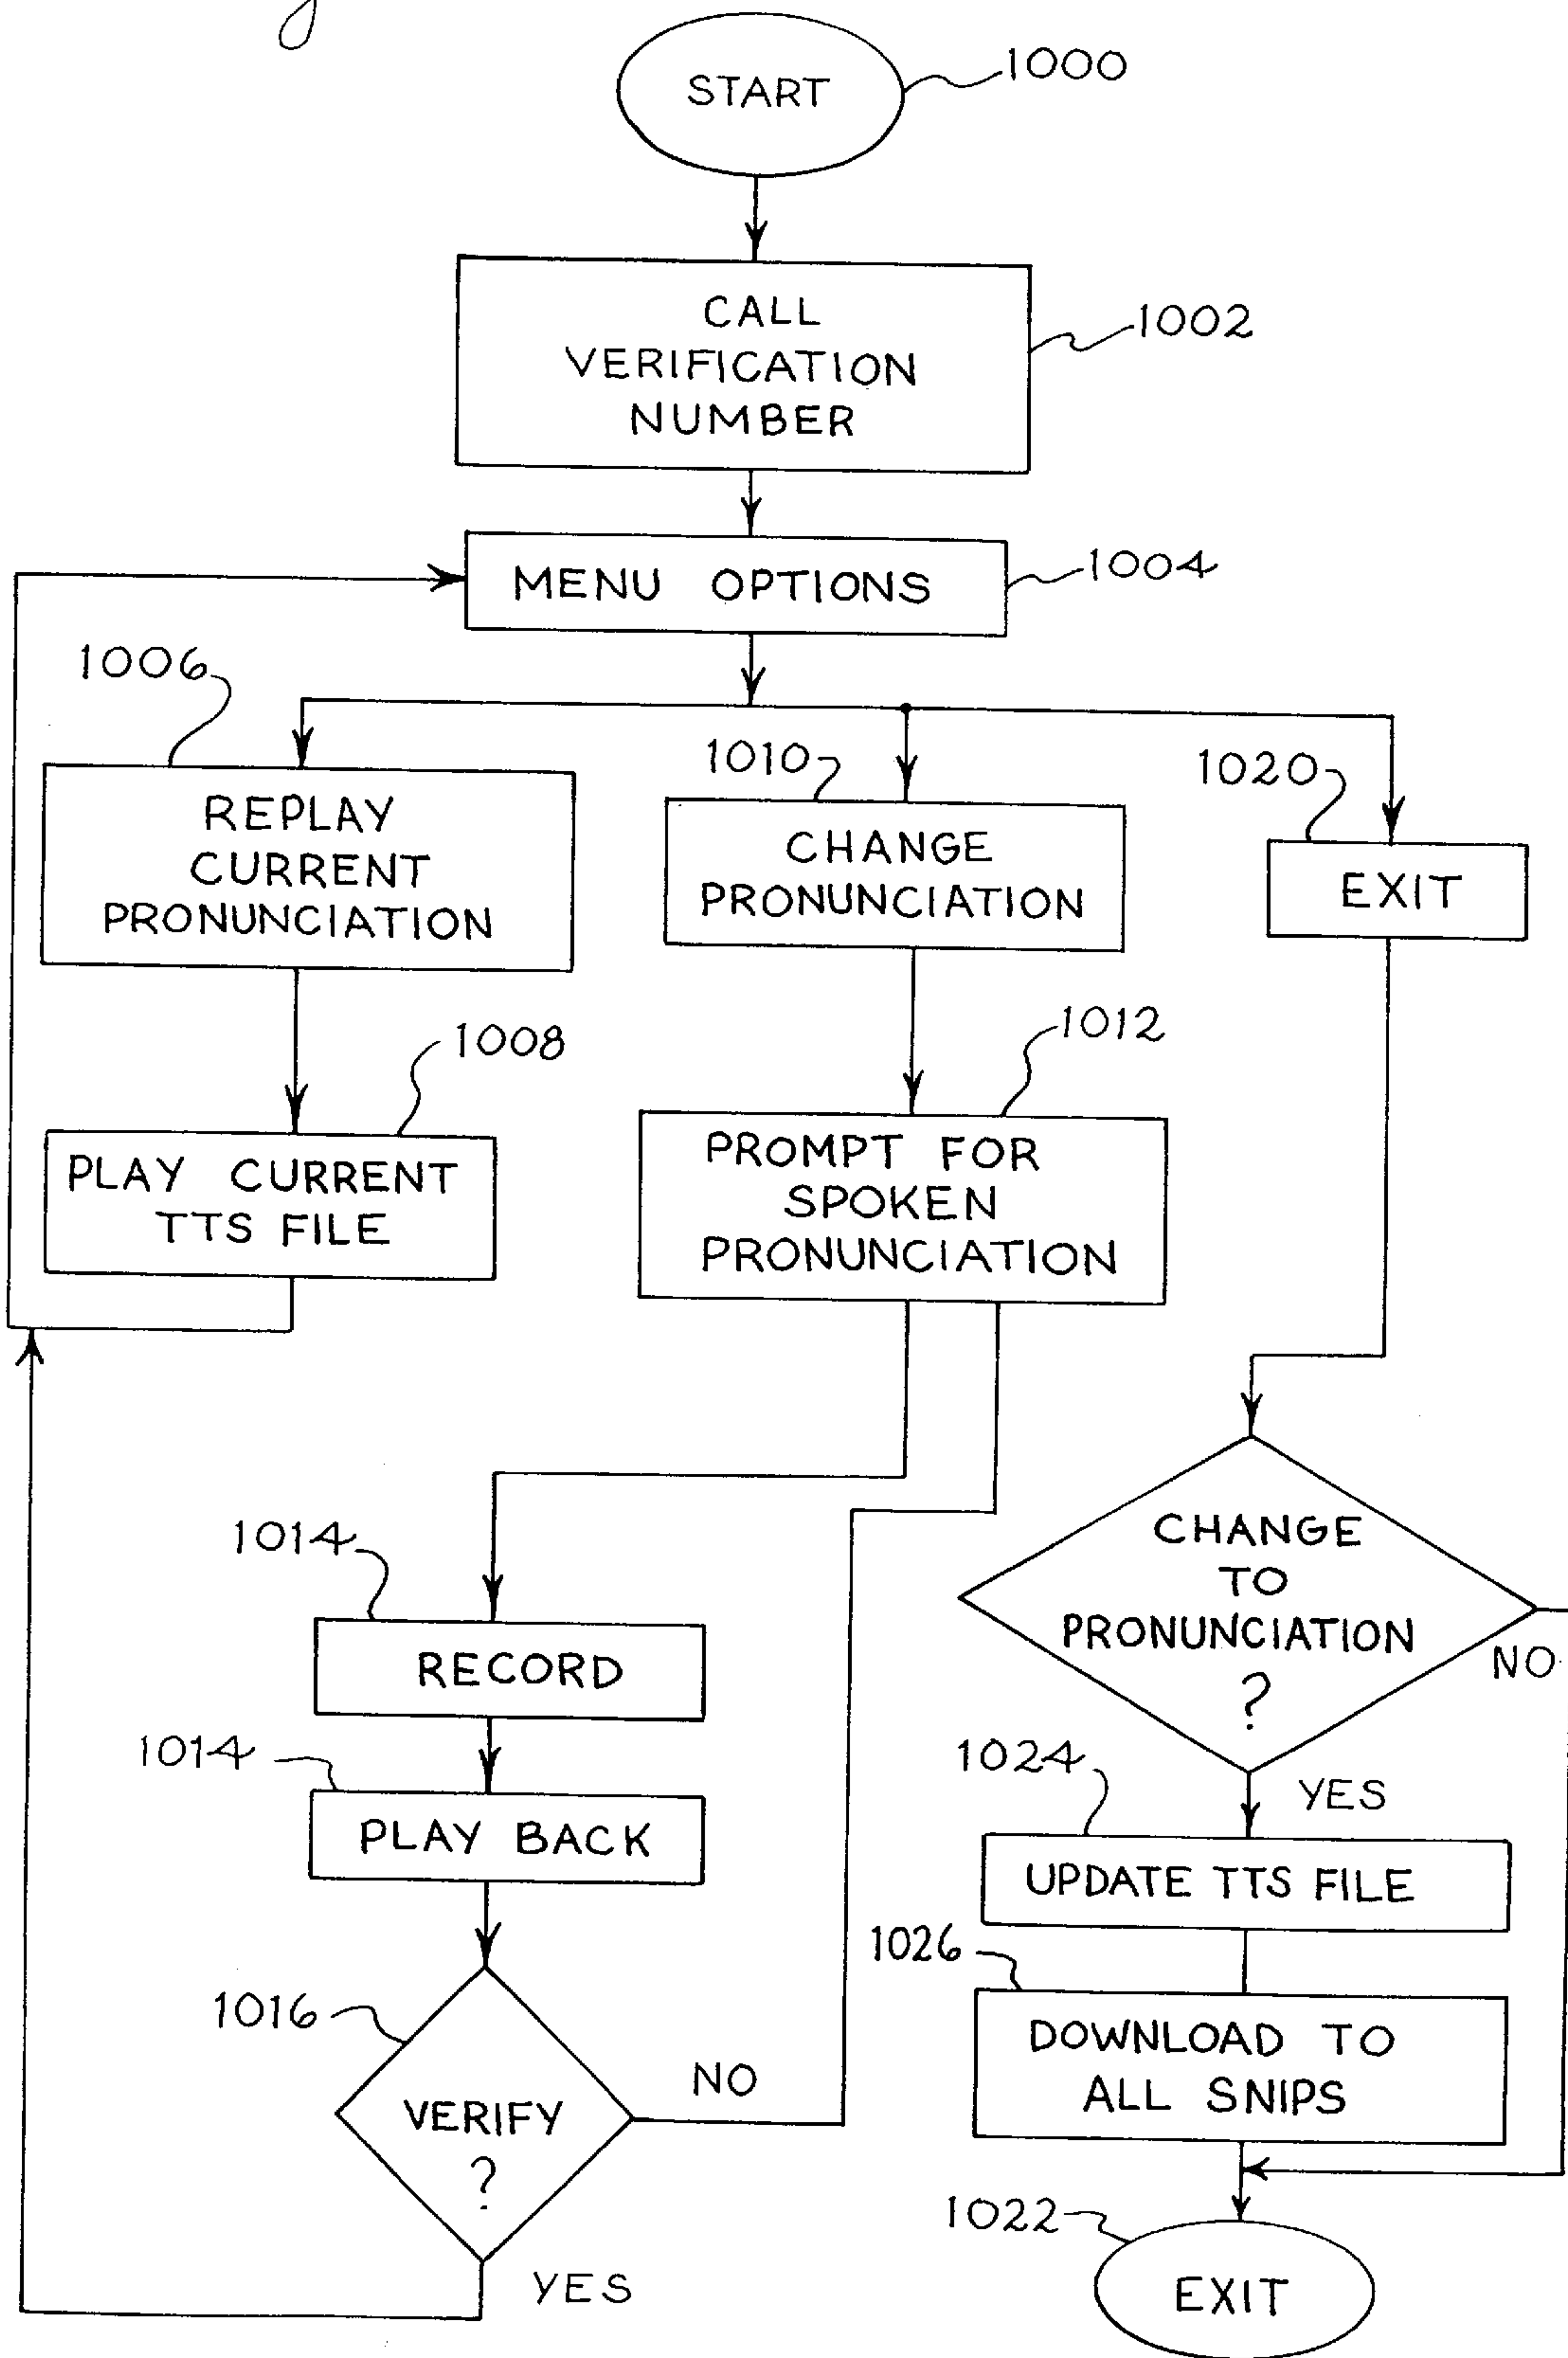 START
1000
CALL
VERIFICATION
NUMBER
1002
MENU OPTIONS
1004
1006
REPLAY
CURRENT
PRONUNCIATION
1010
CHANGE
PRONUNCIATION
1020
EXIT
1008
PLAY CURRENT
TTS FILE
1012
PROMPT FOR
SPOKEN
PRONUNCIATION
1014
RECORD
1014
PLAY BACK
1016
VERIFY
?
NO
YES
CHANGE
TO
PRONUNCIATION
?
NO
YES
1024
UPDATE TTS FILE
1026
DOWNLOAD TO
ALL SNIPS
1022
EXIT